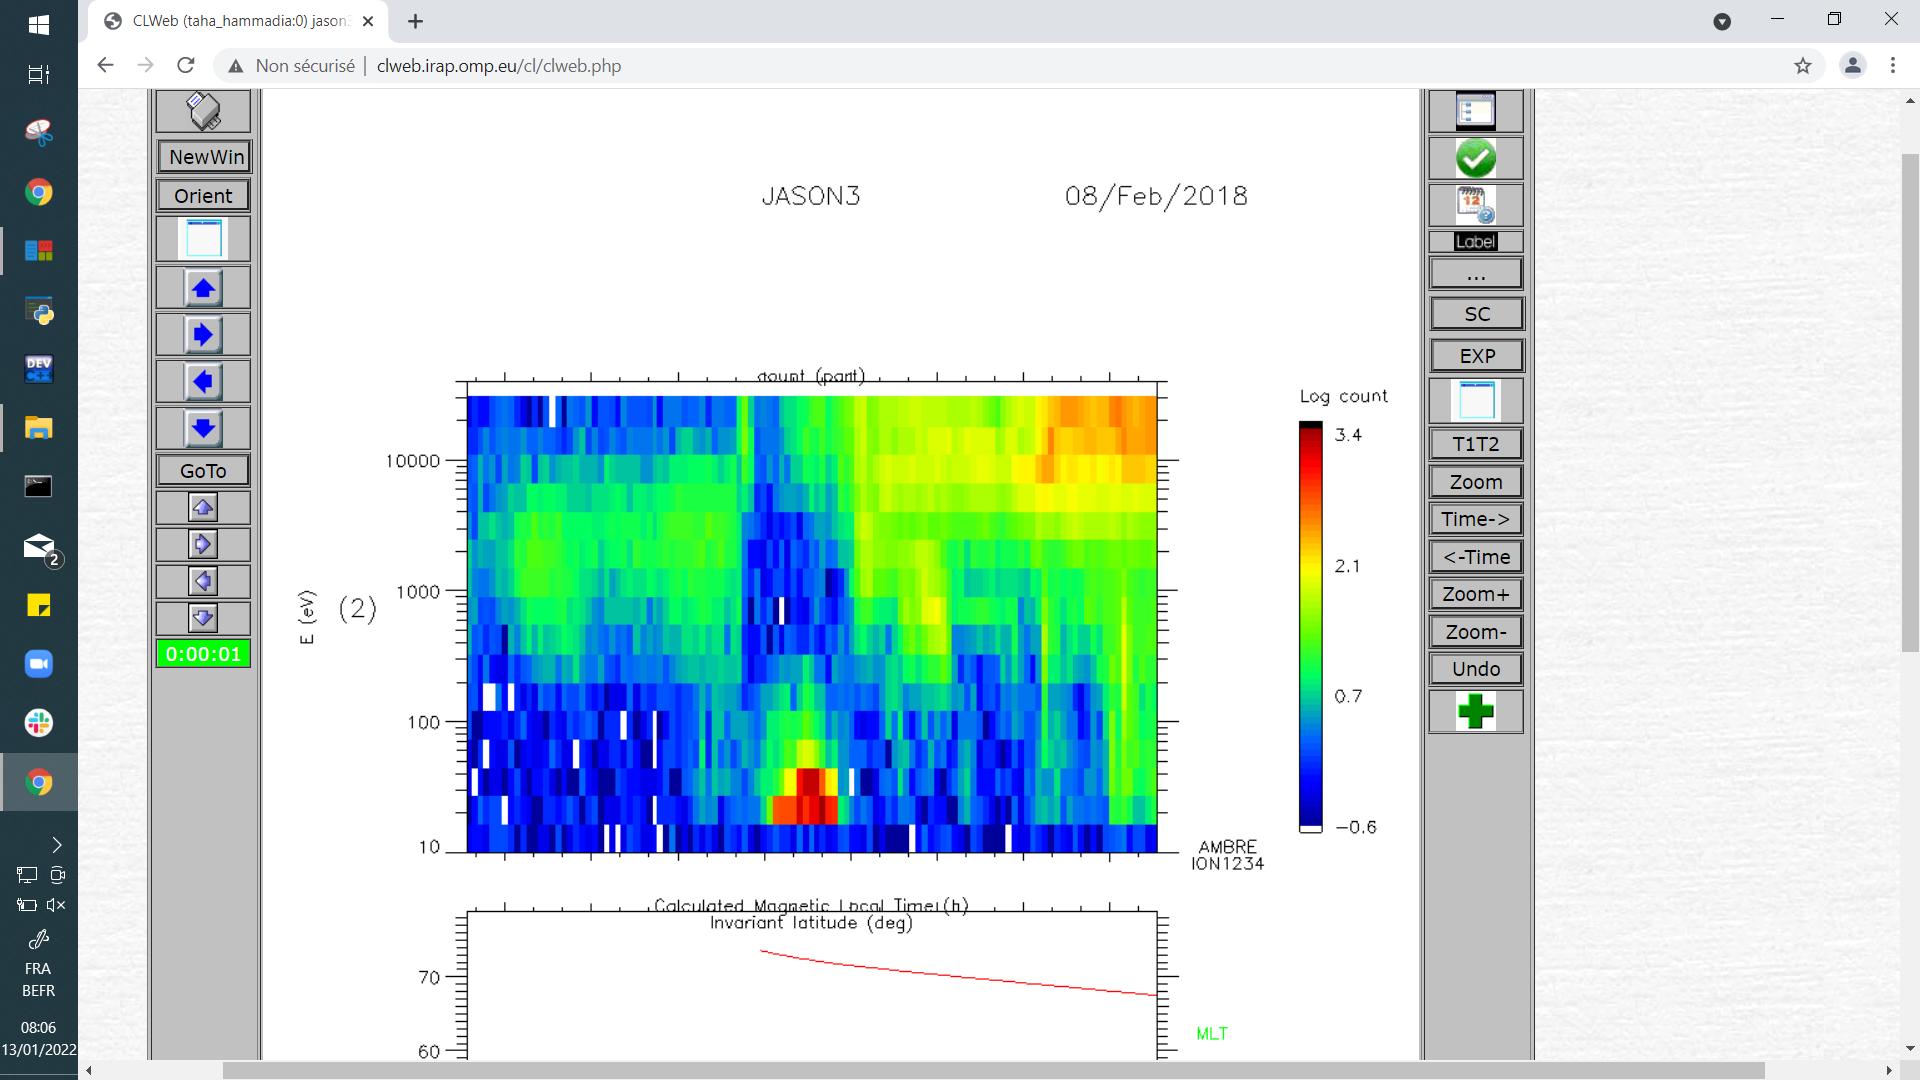 CLWeb (taha_hammadia:0) jason3
Non sécurisé
clweb.irap.omp.eu/cl/clweb.php
NewWin
Orient
GoTo
0:00:01
JASON3
08/Feb/2018
count (part)
E (eV)
(2)
10000
1000
100
10
Log count
3.4
2.1
0.7
−0.6
AMBRE
ION1234
Calculated Magnetic Local Time (h)
Invariant latitude (deg)
70
60
MLT
12
Label
...
SC
EXP
T1T2
Zoom
Time->
<-Time
Zoom+
Zoom-
Undo
DEV
C++
2
FRA
BEFR
08:06
13/01/2022